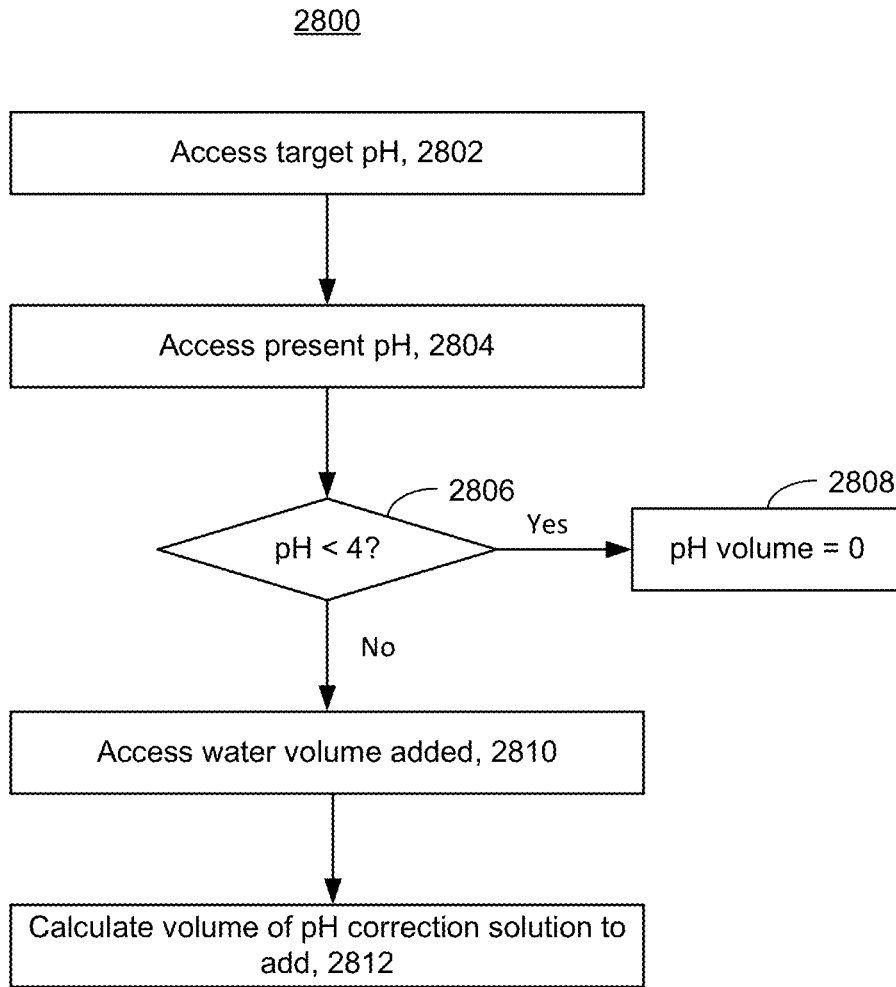 2800
Access target pH, 2802
Access present pH, 2804
2806
2808
pH < 4?
Yes
pH volume = 0
No
Access water volume added, 2810
Calculate volume of pH correction solution to
add, 2812